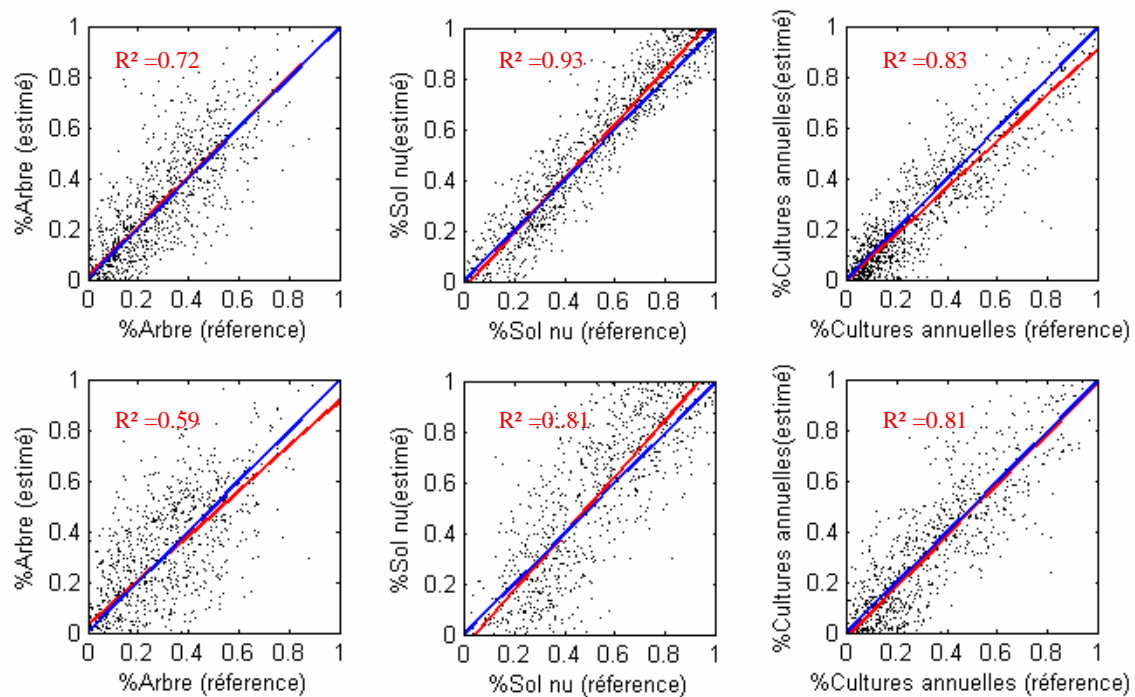 %Arbre (estimé)
1
0.8
0.6
0.4
0.2
0
R² =0.72
0 0.2 0.4 0.6 0.8 1
%Arbre (réference)
%Sol nu(estimé)
1
0.8
0.6
0.4
0.2
0
R² =0.93
0 0.2 0.4 0.6 0.8 1
%Sol nu (réference)
%Cultures annuelles(estimé)
1
0.8
0.6
0.4
0.2
0
R² =0.83
0 0.2 0.4 0.6 0.8 1
%Cultures annuelles (réference)
%Arbre (estimé)
1
0.8
0.6
0.4
0.2
0
R² =0.59
0 0.2 0.4 0.6 0.8 1
%Arbre (réference)
%Sol nu(estimé)
1
0.8
0.6
0.4
0.2
0
R² =0.81
0 0.2 0.4 0.6 0.8 1
%Sol nu (réference)
%Cultures annuelles(estimé)
1
0.8
0.6
0.4
0.2
0
R² =0.81
0 0.2 0.4 0.6 0.8 1
%Cultures annuelles (réference)